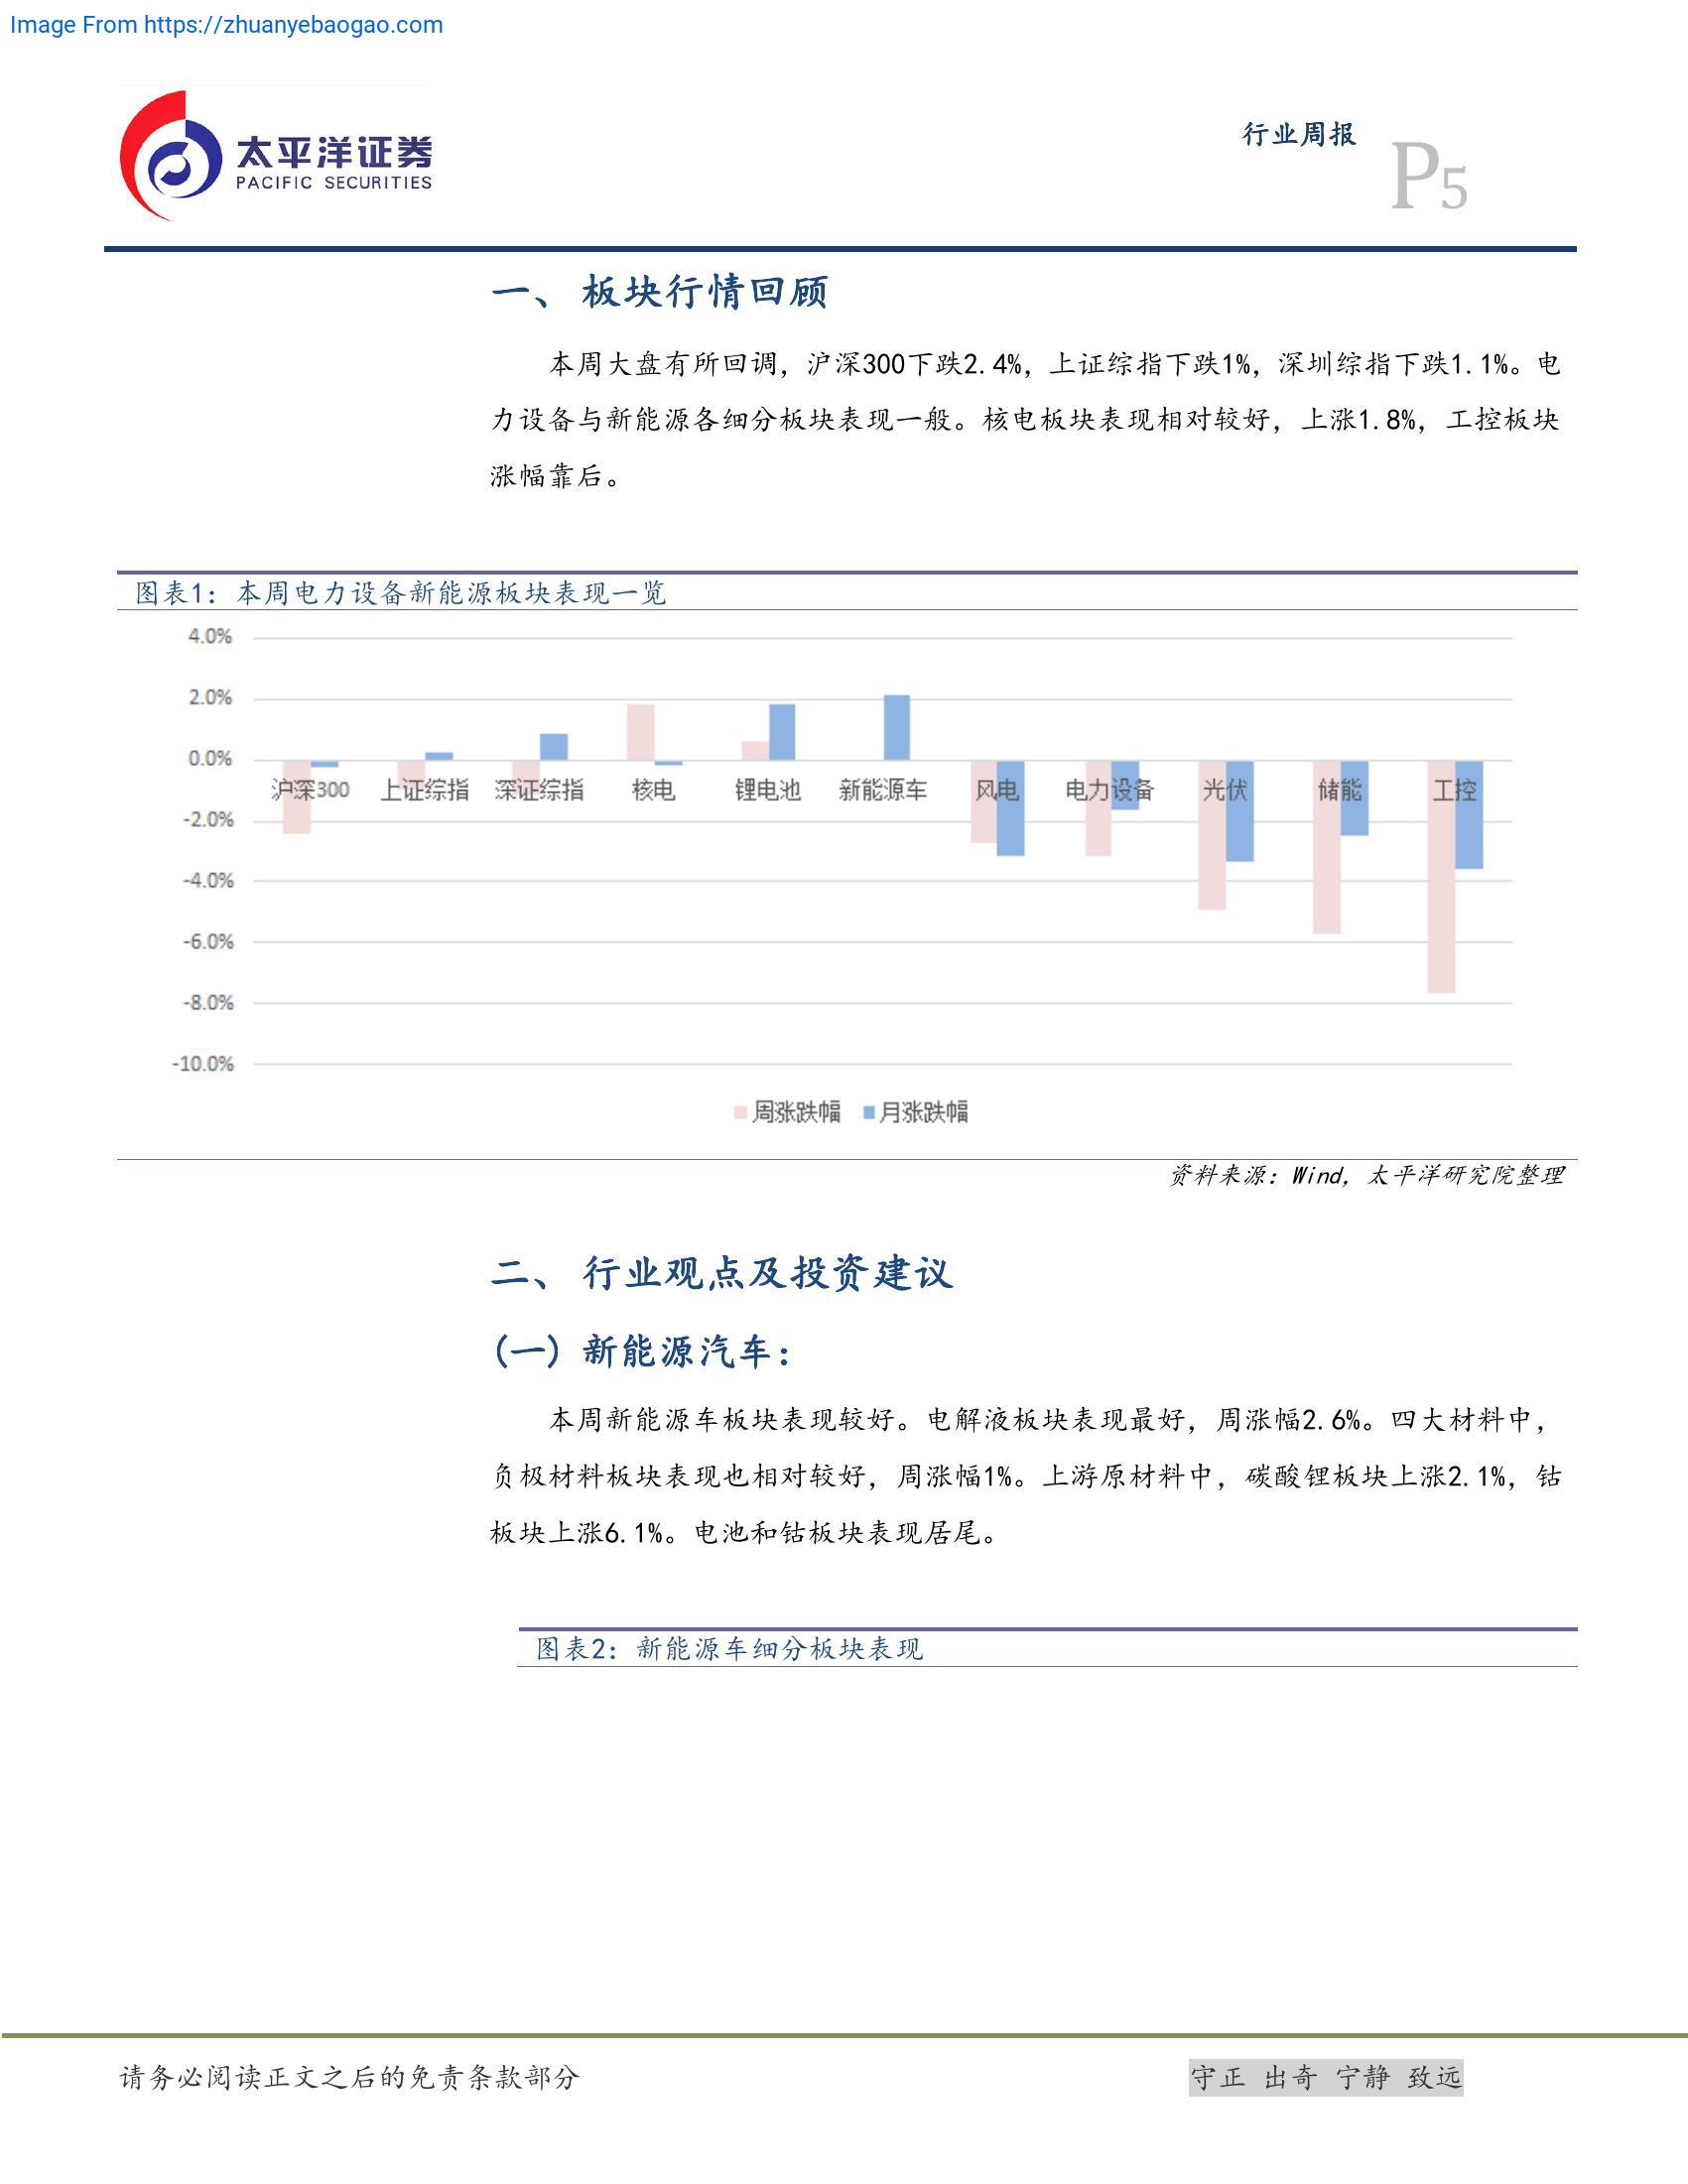 Image From https://zhuanyebaogao.com
太平洋证券
PACIFIC SECURITIES
行业周报
P5
一、 板块行情回顾
本周大盘有所回调，沪深300下跌2.4%，上证综指下跌1%，深圳综指下跌1.1%。电
力设备与新能源各细分板块表现一般。核电板块表现相对较好，上涨1.8%，工控板块
涨幅靠后。
图表1：本周电力设备新能源板块表现一览
4.0%
2.0%
0.0%
沪深300 上证综指 深证综指 核电 锂电池 新能源车 风电 电力设备 光伏 储能 工控
-2.0%
-4.0%
-6.0%
-8.0%
-10.0%
周涨跌幅 月涨跌幅
资料来源：Wind，太平洋研究院整理
二、 行业观点及投资建议
(一) 新能源汽车：
本周新能源车板块表现较好。电解液板块表现最好，周涨幅2.6%。四大材料中，
负极材料板块表现也相对较好，周涨幅1%。上游原材料中，碳酸锂板块上涨2.1%，钴
板块上涨6.1%。电池和钴板块表现居尾。
图表2：新能源车细分板块表现
请务必阅读正文之后的免责条款部分
守正 出奇 宁静 致远